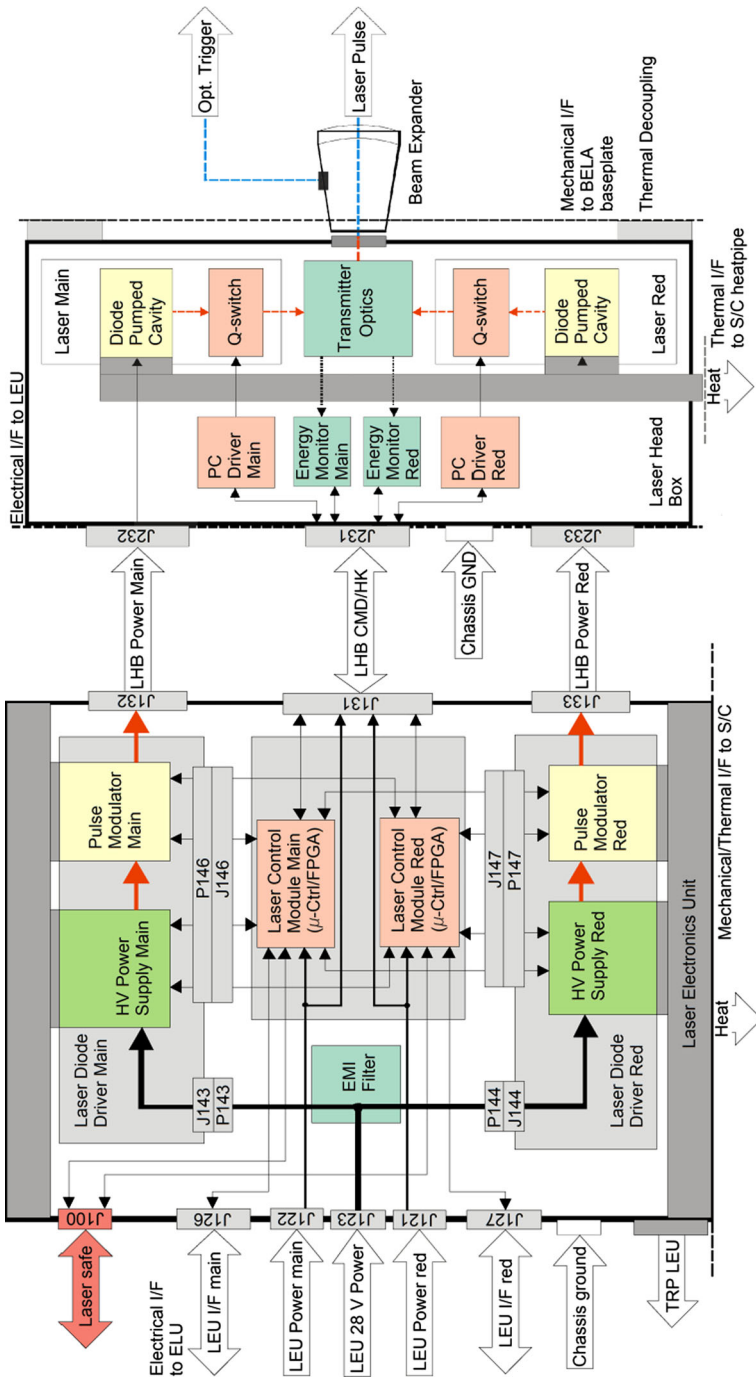 Laser safe
J100
Electrical I/F
to ELU
LEU I/F main
J126
LEU Power main
J122
LEU 28 V Power
J123
LEU Power red
J121
LEU I/F red
J127
Chassis ground
TRP LEU
Laser Diode
Driver Main
HV Power
Supply Main
Pulse
Modulator
Main
J143
P143
P146
J146
EMI
Filter
Laser Control
Module Main
(μ-Ctrl/FPGA)
Laser Control
Module Red
(μ-Ctrl/FPGA)
P144
J144
J147
P147
Laser Diode
Driver Red
HV Power
Supply Red
Pulse
Modulator
Red
Laser Electronics Unit
Heat
Mechanical/Thermal I/F to S/C
J132
J131
J133
LHB Power Main
LHB CMD/HK
Chassis GND
LHB Power Red
Electrical I/F to LEU
J232
J231
J233
Laser Main
Diode
Pumped
Cavity
PC
Driver
Main
Q-switch
Energy
Monitor
Main
Energy
Monitor
Red
Transmitter
Optics
PC
Driver
Red
Q-switch
Diode
Pumped
Cavity
Laser Red
Laser Head
Box
Heat
Thermal I/F
to S/C heatpipe
Opt. Trigger
Laser Pulse
Beam Expander
Mechanical I/F
to BELA
baseplate
Thermal Decoupling